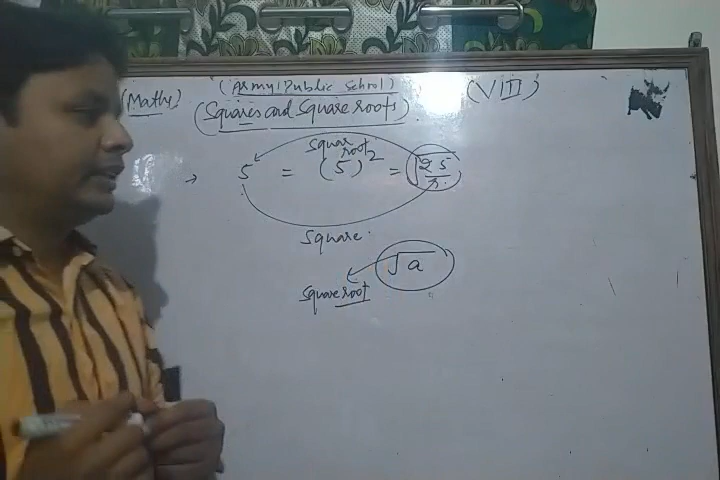 (Army Public School)
(Maths) (VIII)
(Squares and Square roots)
Square root
→ 5 = (5)² = √25
Square.
√a
Square root